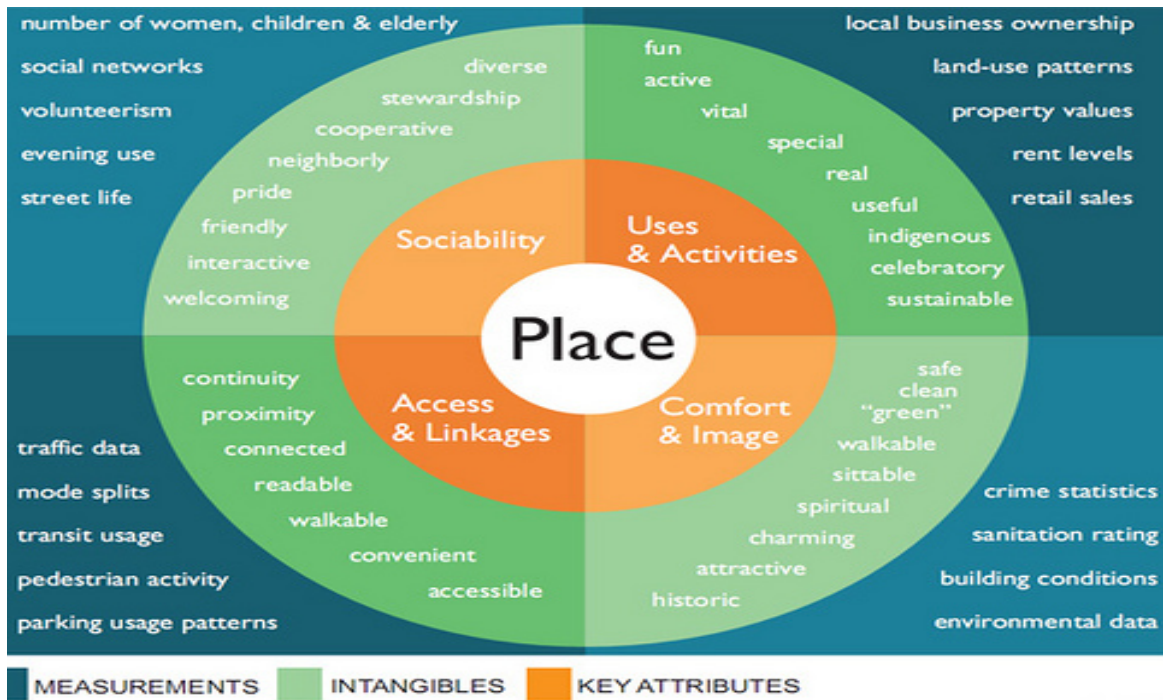 number of women, children & elderly
social networks
volunteerism
evening use
street life
diverse
stewardship
cooperative
neighborly
pride
friendly
interactive
welcoming
Sociability
fun
active
vital
special
real
useful
indigenous
celebratory
sustainable
Uses
& Activities
local business ownership
land-use patterns
property values
rent levels
retail sales
Place
continuity
proximity
connected
readable
walkable
convenient
accessible
Access
& Linkages
traffic data
mode splits
transit usage
pedestrian activity
parking usage patterns
Comfort
& Image
safe
clean
“green”
walkable
sittable
spiritual
charming
attractive
historic
crime statistics
sanitation rating
building conditions
environmental data
MEASUREMENTS
INTANGIBLES
KEY ATTRIBUTES